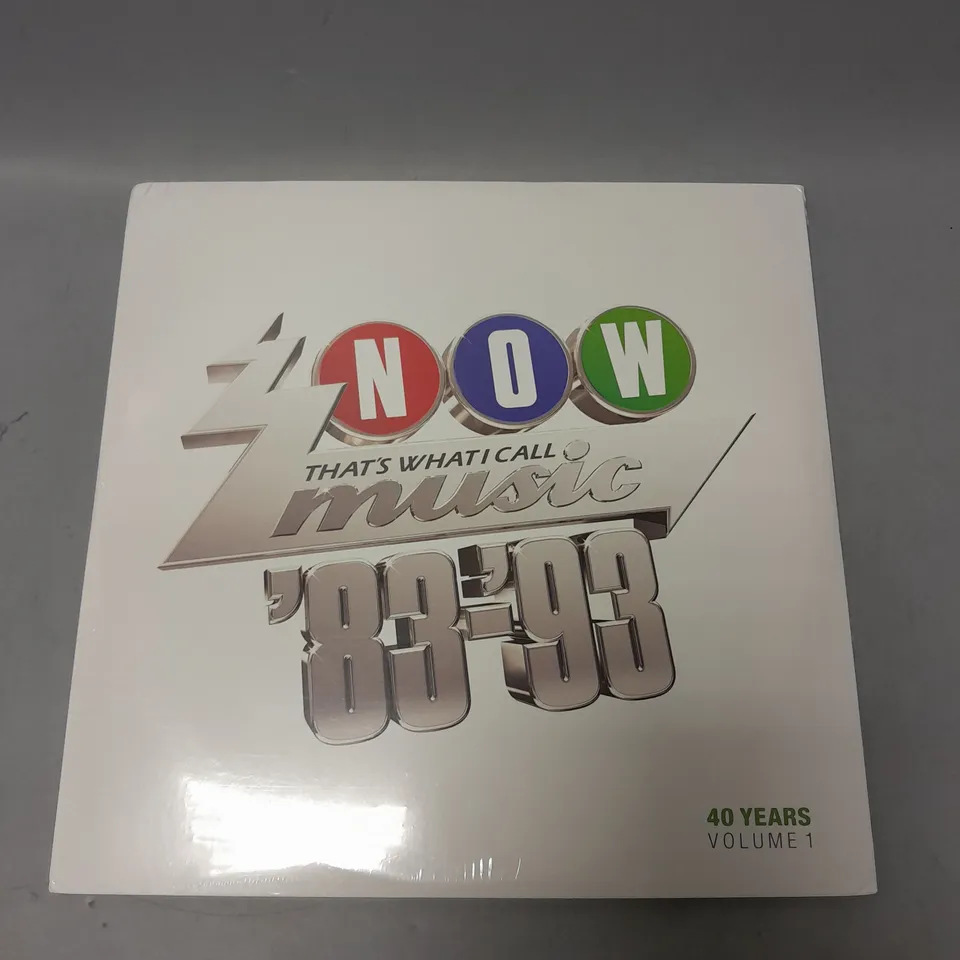 NOW
THAT'S WHAT I CALL
music
'83-'93
40 YEARS
VOLUME 1